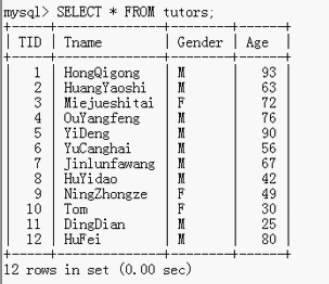 mysql> SELECT * FROM tutors;
+-----+---------------+--------+------+
| TID | Tname         | Gender | Age  |
+-----+---------------+--------+------+
|   1 | HongQigong    | M      |   93 |
|   2 | HuangYaoshi   | M      |   63 |
|   3 | Miejueshitai  | F      |   72 |
|   4 | OuYangfeng    | M      |   76 |
|   5 | YiDeng        | M      |   90 |
|   6 | YuCanghai     | M      |   56 |
|   7 | Jinlunfawang  | M      |   67 |
|   8 | HuYidao       | M      |   42 |
|   9 | NingZhongze   | F      |   49 |
|  10 | Tom           | F      |   30 |
|  11 | DingDian      | M      |   25 |
|  12 | HuFei         | M      |   80 |
+-----+---------------+--------+------+
12 rows in set (0.00 sec)